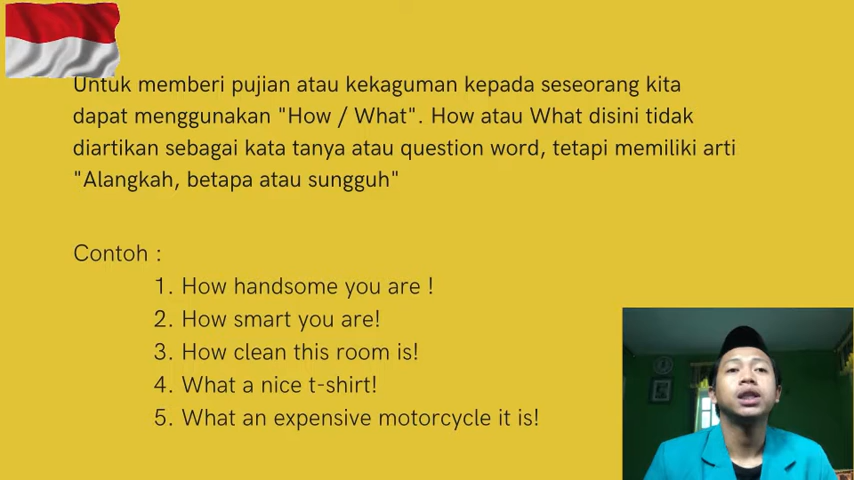 Untuk memberi pujian atau kekaguman kepada seseorang kita
dapat menggunakan "How / What". How atau What disini tidak
diartikan sebagai kata tanya atau question word, tetapi memiliki arti
"Alangkah, betapa atau sungguh"
Contoh :
1. How handsome you are !
2. How smart you are!
3. How clean this room is!
4. What a nice t-shirt!
5. What an expensive motorcycle it is!